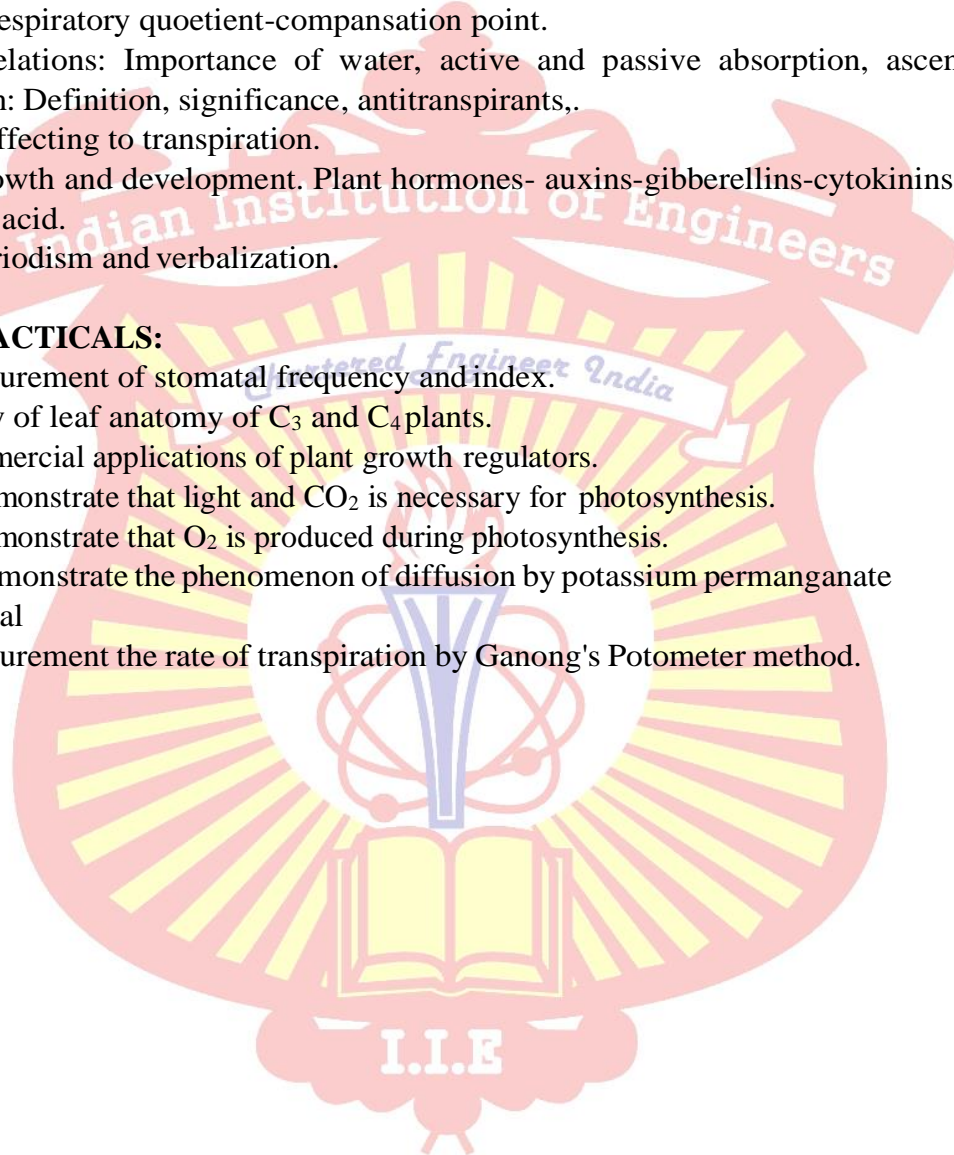 espiratory quoetient-compansation point.
elations: Importance of water, active and passive absorption, ascen
n: Definition, significance, antitranspirants,.
ffecting to transpiration.
owth and development. Plant hormones- auxins-gibberellins-cytokinins
acid.
riodism and verbalization.
Indian Institution of Engineers
ACTICALS:
Chartered Engineer India
urement of stomatal frequency and index.
y of leaf anatomy of C₃ and C₄ plants.
mercial applications of plant growth regulators.
monstrate that light and CO₂ is necessary for photosynthesis.
monstrate that O₂ is produced during photosynthesis.
monstrate the phenomenon of diffusion by potassium permanganate
al
urement the rate of transpiration by Ganong's Potometer method.
I.I.E